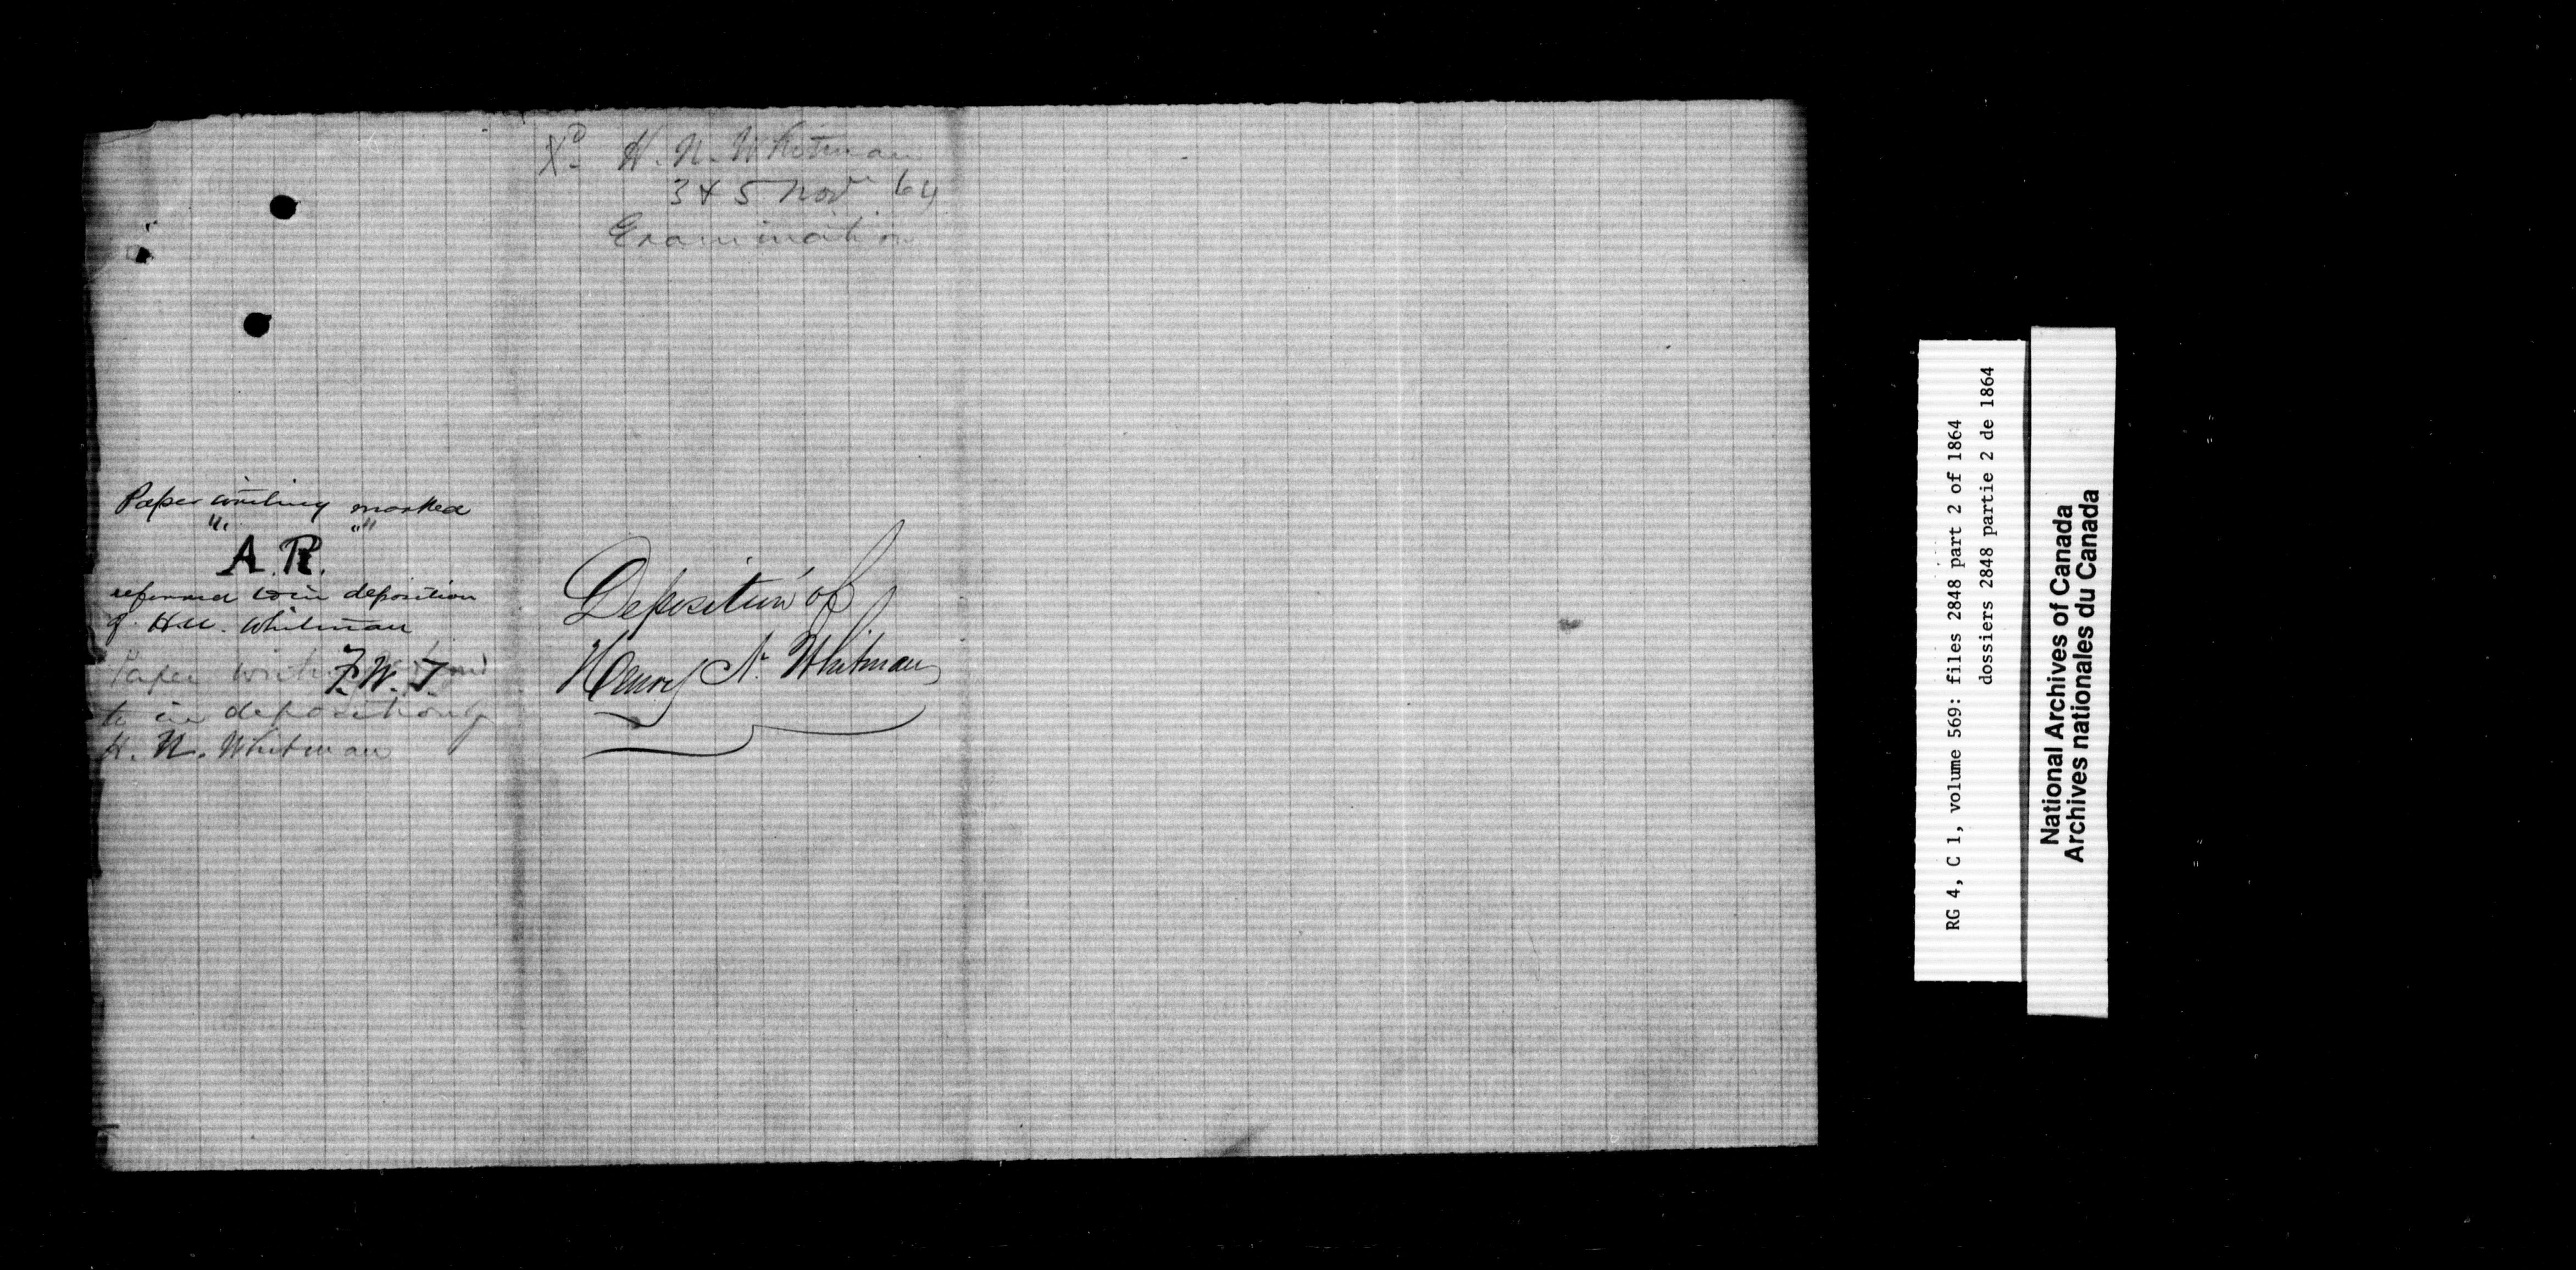 Xd H. N. Whitman
3 & 5 Novr 64
Examination
Paper writing marked
" "
A. R.
referred to in deposition
of H.N. Whitman
F. W. T.
Paper writing referred
to in deposition of
H. N. Whitman
Deposition of
Henry N. Whitman
RG 4, C 1, volume 569: files 2848 part 2 of 1864
dossiers 2848 partie 2 de 1864
National Archives of Canada
Archives nationales du Canada